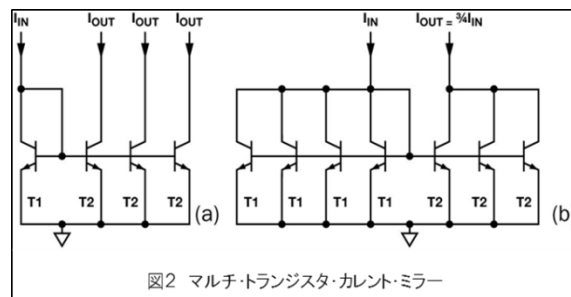 IIN IOUT IOUT IOUT IIN IOUT = ¾IIN
T1 T2 T2 T2 (a) T1 T1 T1 T1 T2 T2 T2 (b)
図2 マルチ・トランジスタ・カレント・ミラー